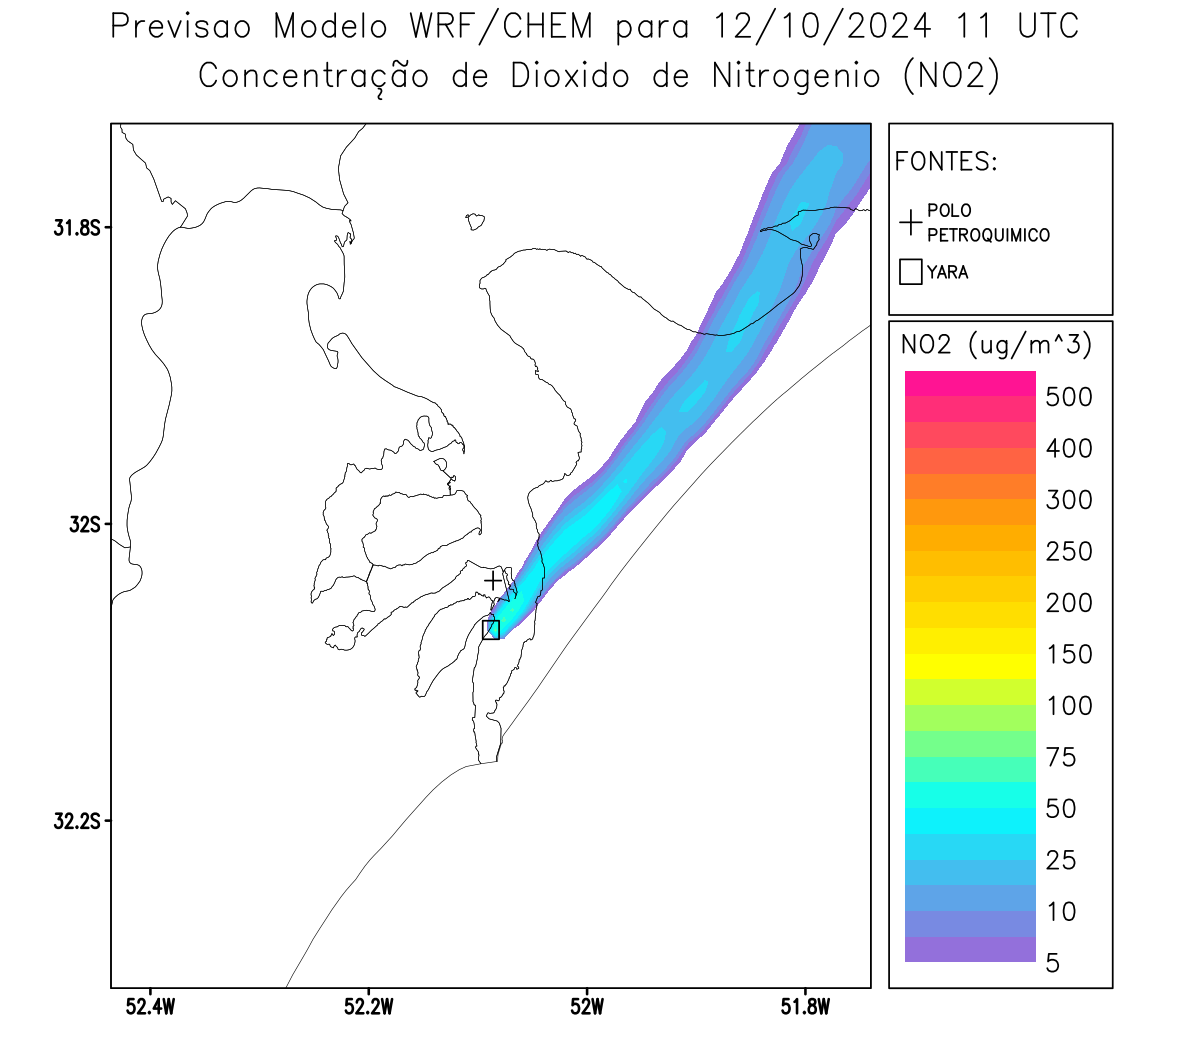 Previsao Modelo WRF/CHEM para 12/10/2024 11 UTC
Concentração de Dioxido de Nitrogenio (NO2)
FONTES:
POLO
PETROQUIMICO
YARA
31.8S
32S
32.2S
52.4W
52.2W
52W
51.8W
NO2 (ug/m^3)
500
400
300
250
200
150
100
75
50
25
10
5